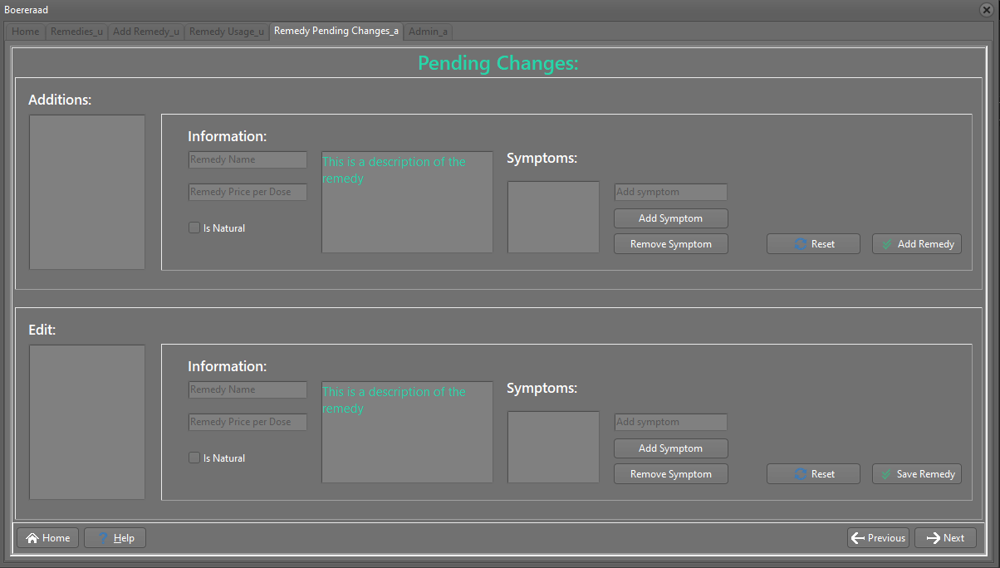 Boereraad
Home Remedies_u Add Remedy_u Remedy Usage_u Remedy Pending Changes_a Admin_a
Pending Changes:
Additions:
Information:
Remedy Name
Remedy Price per Dose
Is Natural
This is a description of the
remedy
Symptoms:
Add symptom
Add Symptom
Remove Symptom
Reset
Add Remedy
Edit:
Information:
Remedy Name
Remedy Price per Dose
Is Natural
This is a description of the
remedy
Symptoms:
Add symptom
Add Symptom
Remove Symptom
Reset
Save Remedy
Home
? Help
Previous
Next